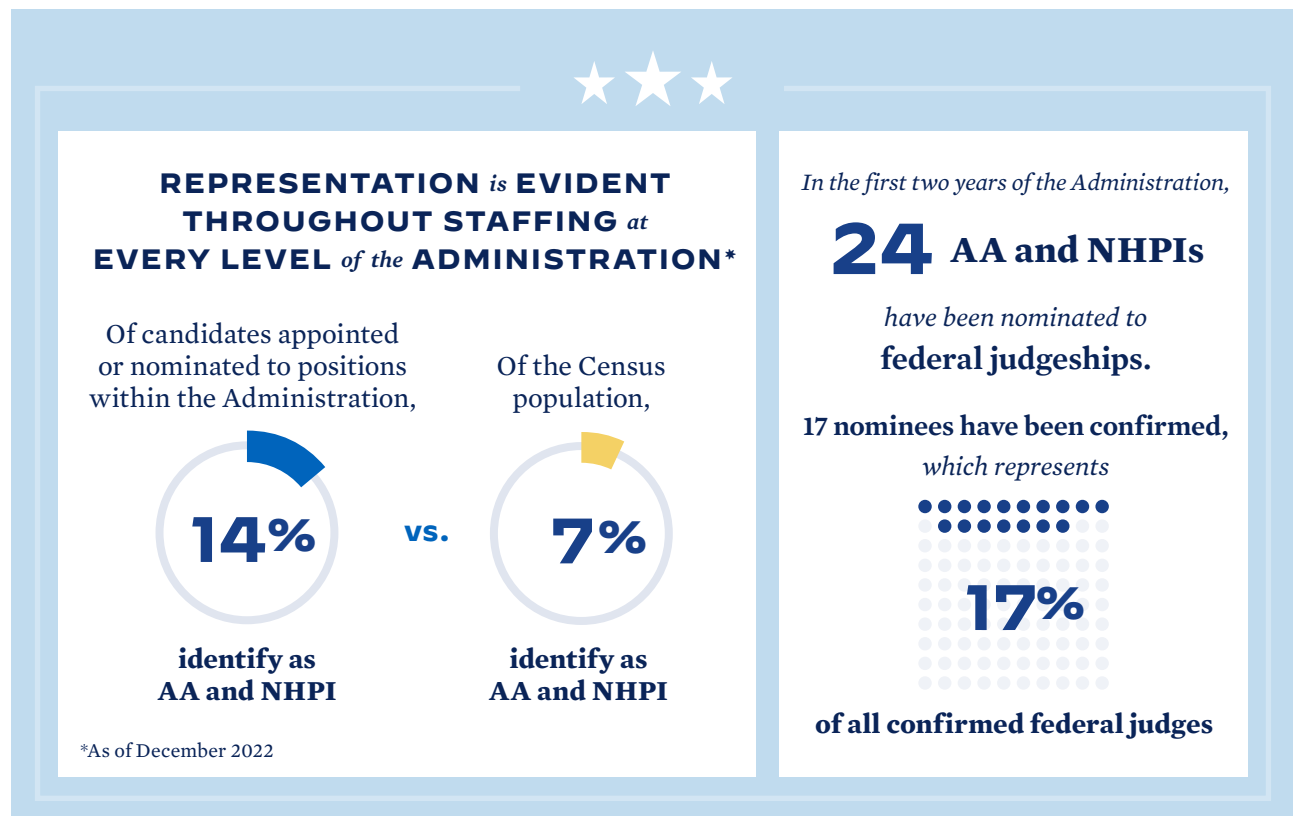 REPRESENTATION is EVIDENT
THROUGHOUT STAFFING at
EVERY LEVEL of the ADMINISTRATION*
Of candidates appointed
or nominated to positions
within the Administration,
14%
identify as
AA and NHPI
vs.
Of the Census
population,
7%
identify as
AA and NHPI
*As of December 2022
In the first two years of the Administration,
24 AA and NHPIs
have been nominated to
federal judgeships.
17 nominees have been confirmed,
which represents
17%
of all confirmed federal judges